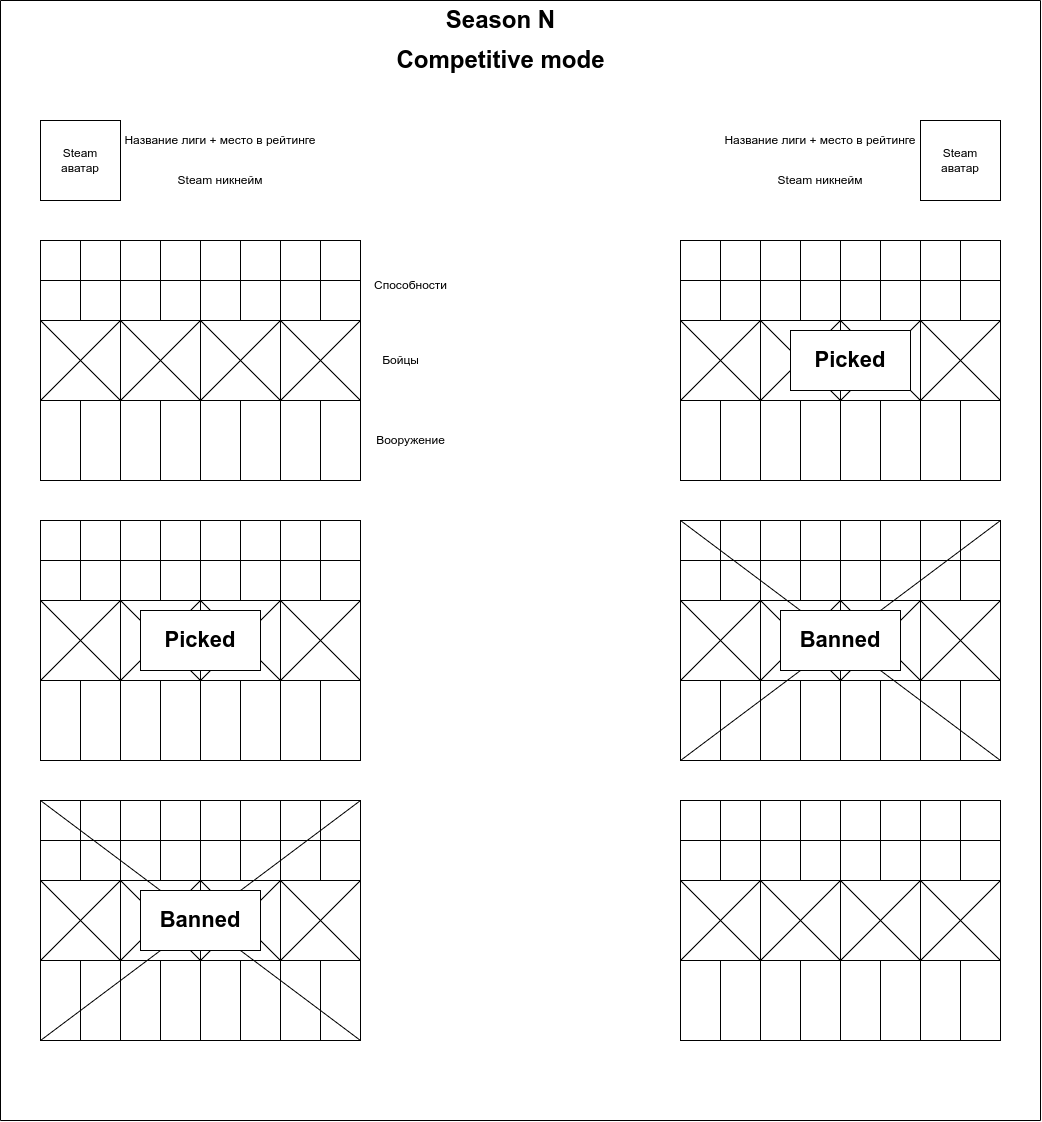 Season N
Competitive mode
Steam
аватар
Название лиги + место в рейтинге
Steam никнейм
Название лиги + место в рейтинге
Steam никнейм
Steam
аватар
Способности
Бойцы
Вооружение
Picked
Picked
Banned
Banned